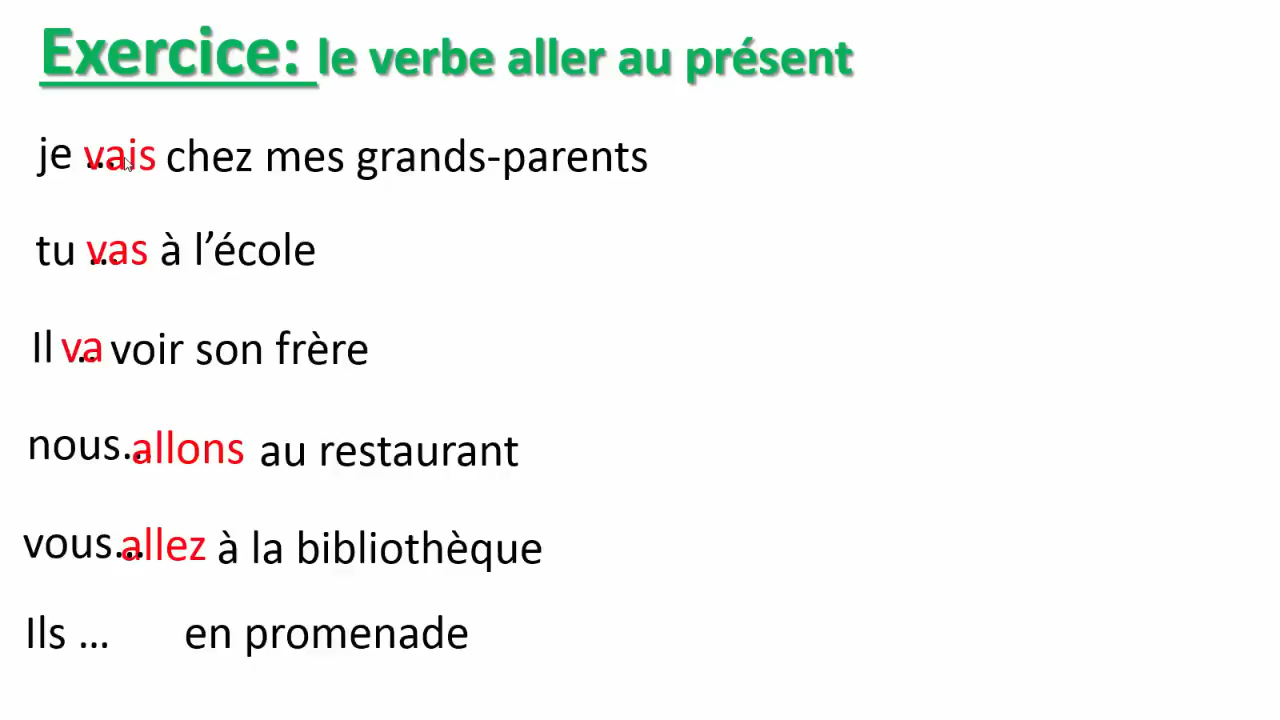 Exercice: le verbe aller au présent
je ... vais chez mes grands-parents
tu ... vas à l’école
Il ... va voir son frère
nous... allons au restaurant
vous... allez à la bibliothèque
Ils ... en promenade